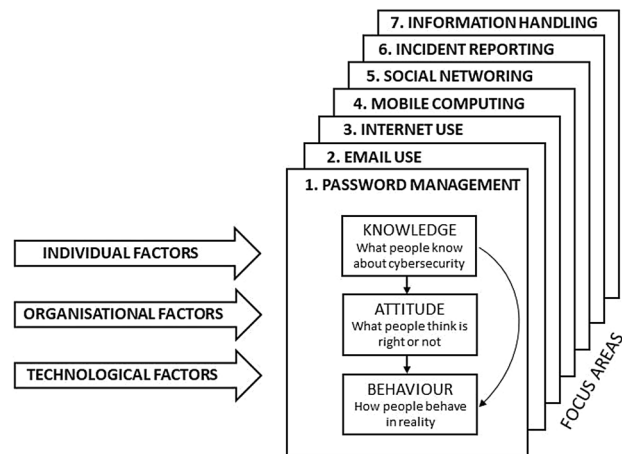 7. INFORMATION HANDLING
6. INCIDENT REPORTING
5. SOCIAL NETWORING
4. MOBILE COMPUTING
3. INTERNET USE
2. EMAIL USE
1. PASSWORD MANAGEMENT
KNOWLEDGE
What people know
about cybersecurity
INDIVIDUAL FACTORS
ATTITUDE
What people think is
right or not
ORGANISATIONAL FACTORS
TECHNOLOGICAL FACTORS
BEHAVIOUR
How people behave
in reality
FOCUS AREAS